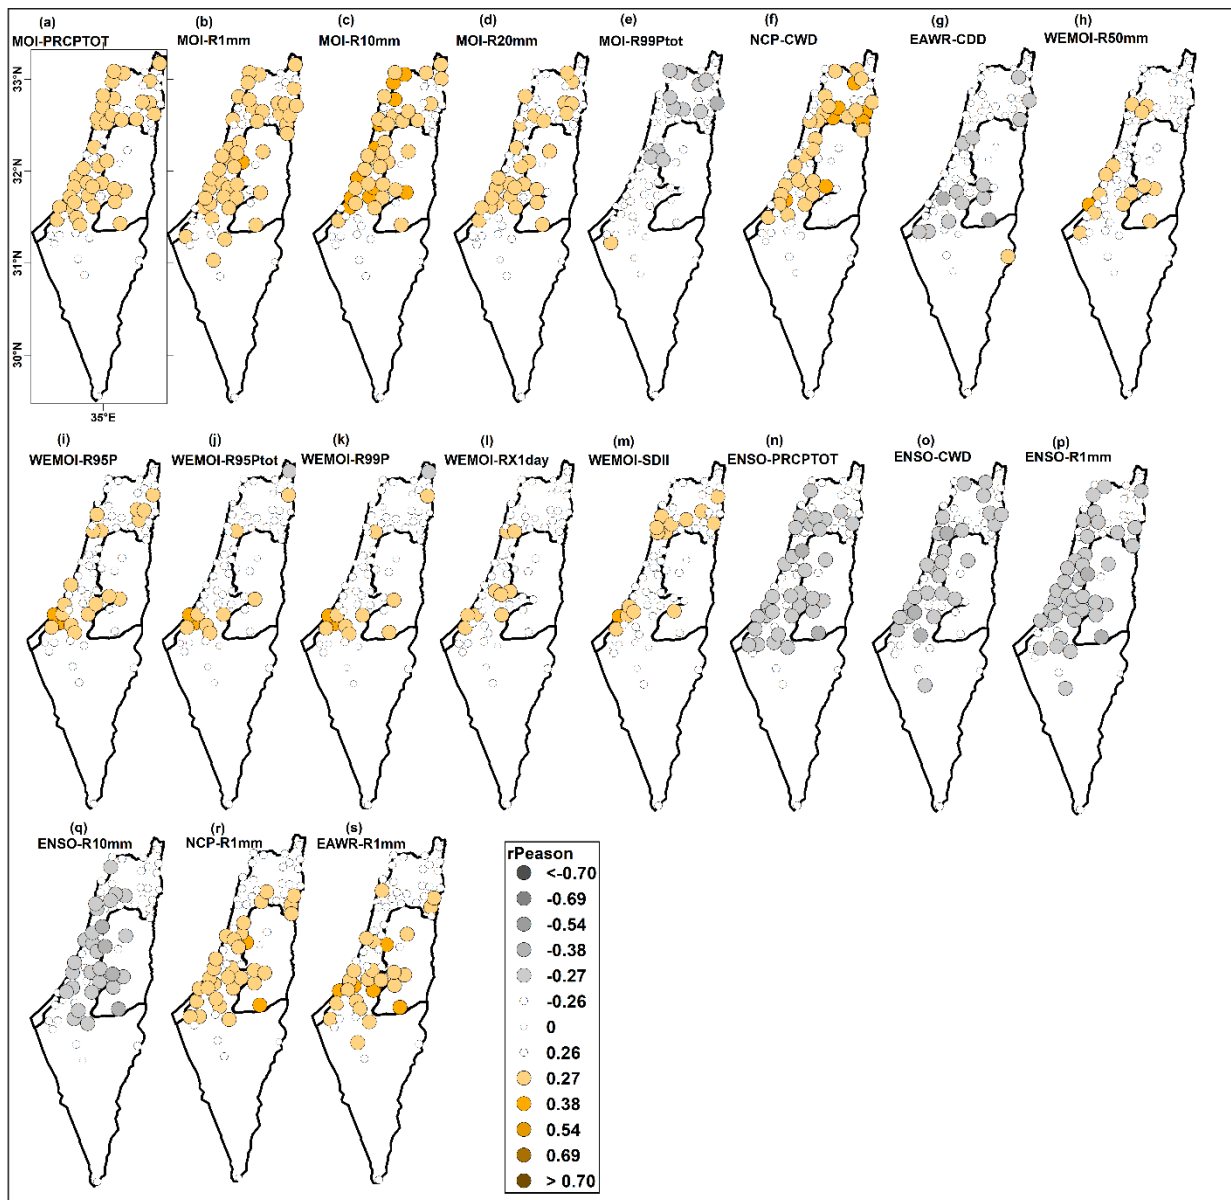 (a) (b) (c) (d) (e) (f) (g) (h)
MOI-PRCPTOT MOI-R1mm MOI-R10mm MOI-R20mm MOI-R99Ptot NCP-CWD EAWR-CDD WEMOI-R50mm
33°N
32°N
31°N
30°N
35°E
(i) (j) (k) (l) (m) (n) (o) (p)
WEMOI-R95P WEMOI-R95Ptot WEMOI-R99P WEMOI-RX1day WEMOI-SDII ENSO-PRCPTOT ENSO-CWD ENSO-R1mm
(q) (r) (s)
ENSO-R10mm NCP-R1mm EAWR-R1mm
rPeason
<-0.70
-0.69
-0.54
-0.38
-0.27
-0.26
0
0.26
0.27
0.38
0.54
0.69
> 0.70